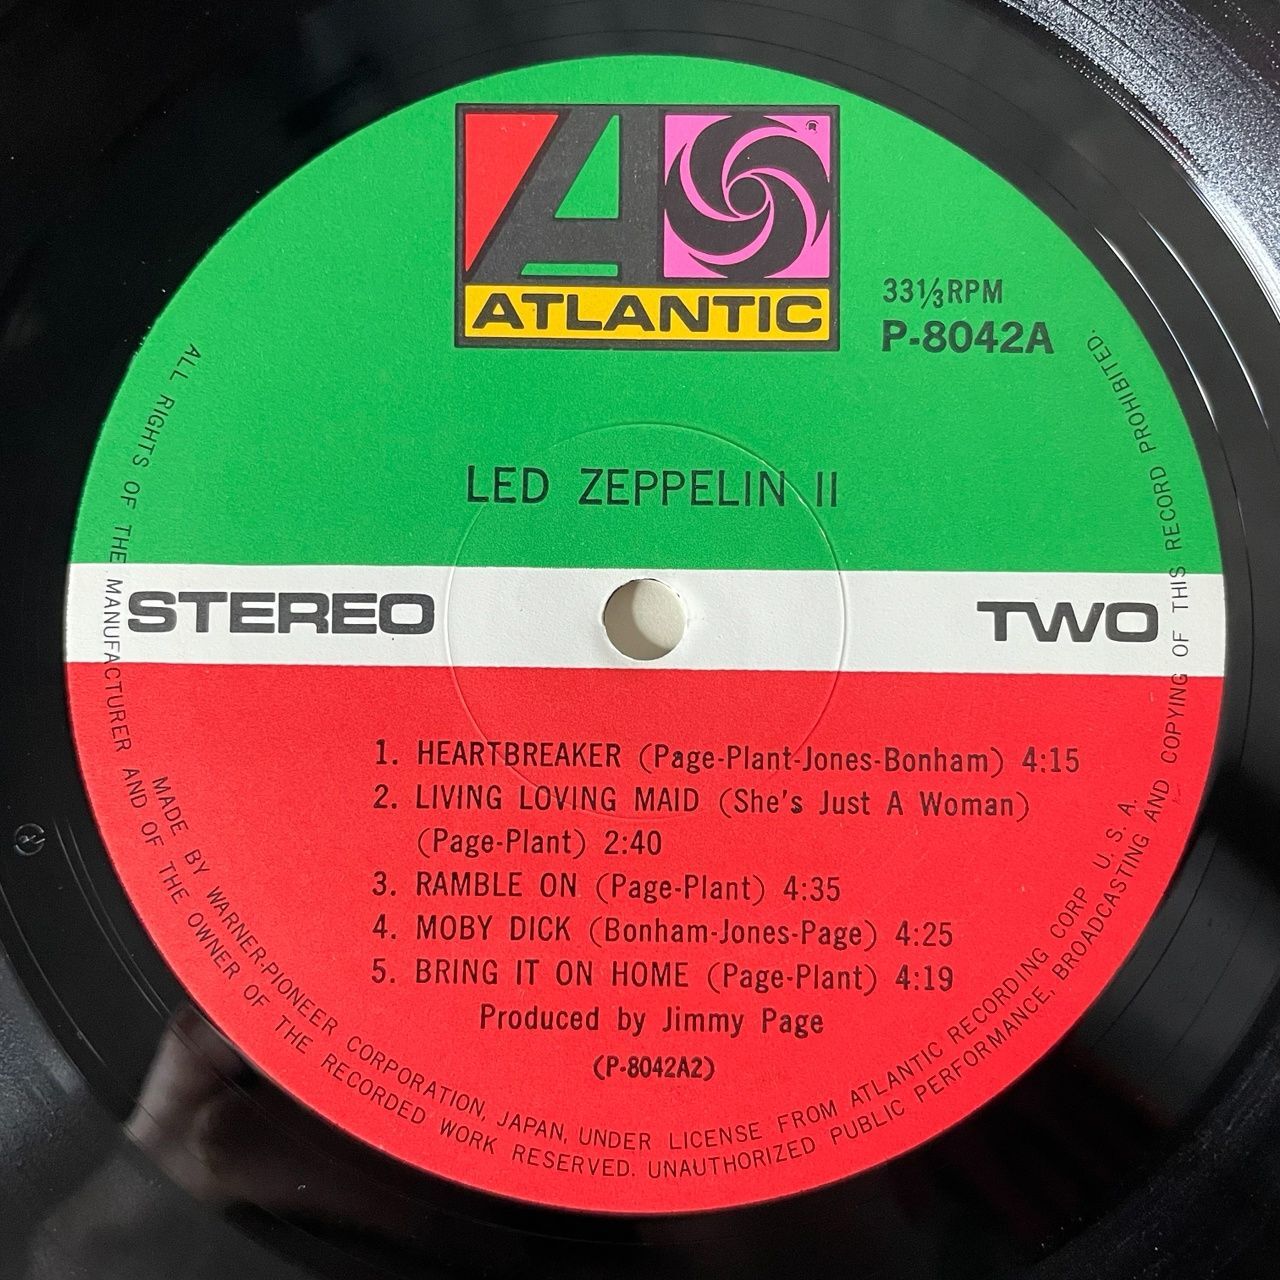 ATLANTIC
33⅓RPM
P-8042A
LED ZEPPELIN II
STEREO
TWO
1. HEARTBREAKER (Page-Plant-Jones-Bonham) 4:15
2. LIVING LOVING MAID (She's Just A Woman)
(Page-Plant) 2:40
3. RAMBLE ON (Page-Plant) 4:35
4. MOBY DICK (Bonham-Jones-Page) 4:25
5. BRING IT ON HOME (Page-Plant) 4:19
Produced by Jimmy Page
(P-8042A2)
MADE BY WARNER-PIONEER CORPORATION, JAPAN, UNDER LICENSE FROM ATLANTIC RECORDING CORP U. S. A.
ALL RIGHTS OF THE MANUFACTURER AND OF THE OWNER OF THE RECORDED WORK RESERVED. UNAUTHORIZED PUBLIC PERFORMANCE, BROADCASTING AND COPYING OF THIS RECORD PROHIBITED.